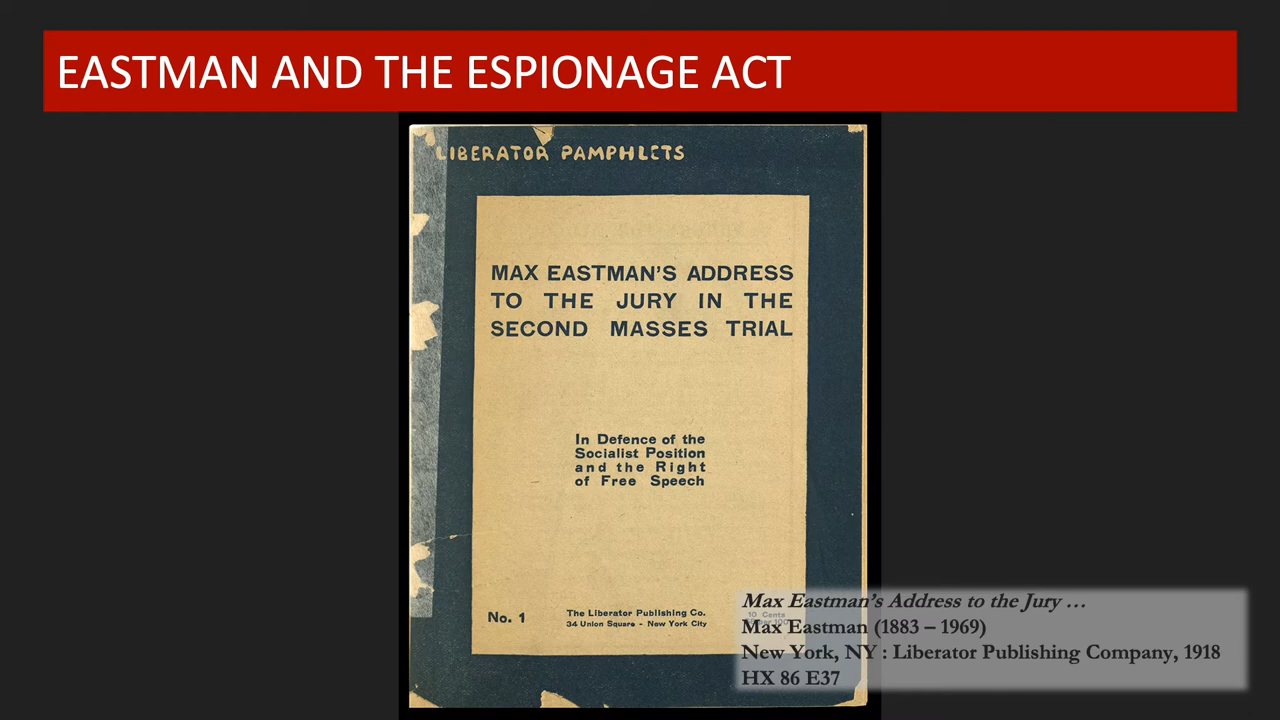 EASTMAN AND THE ESPIONAGE ACT
LIBERATOR PAMPHLETS
MAX EASTMAN'S ADDRESS
TO THE JURY IN THE
SECOND MASSES TRIAL
In Defence of the
Socialist Position
and the Right
of Free Speech
No. 1
The Liberator Publishing Co.
34 Union Square - New York City
10 Cents
Max Eastman's Address to the Jury …
Max Eastman (1883 – 1969)
New York, NY : Liberator Publishing Company, 1918
HX 86 E37